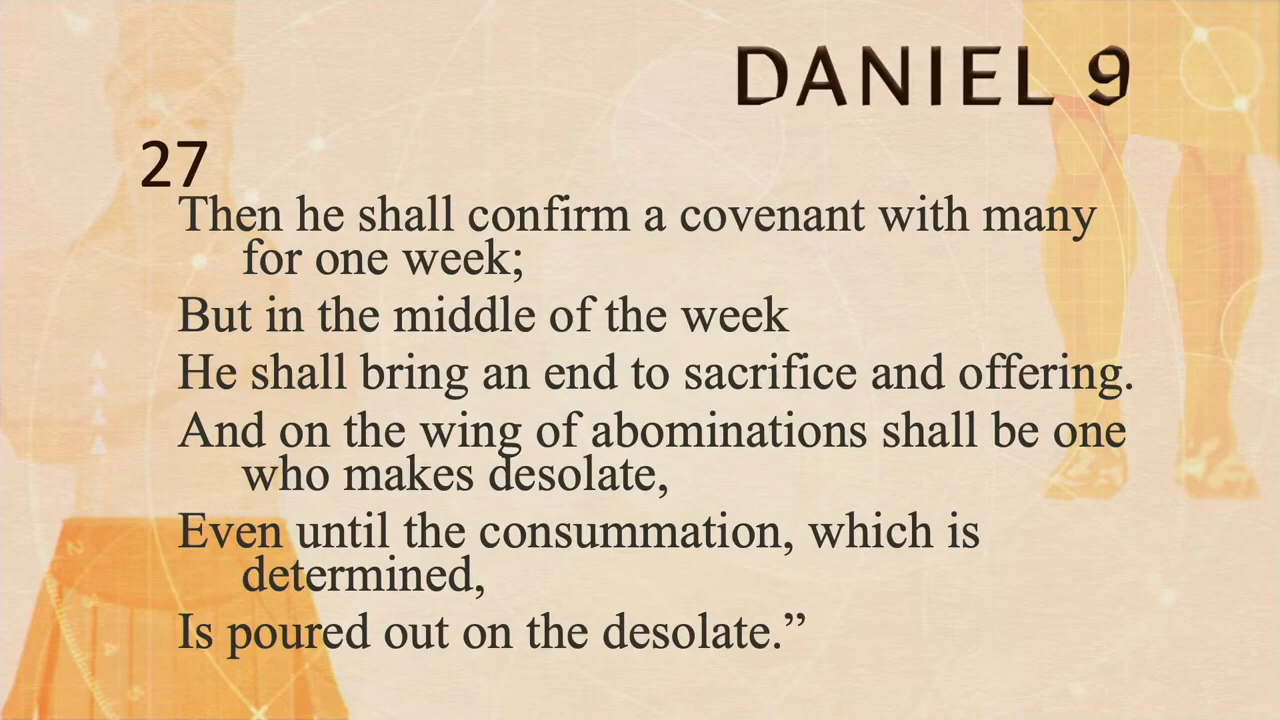 DANIEL 9
27
Then he shall confirm a covenant with many
for one week;
But in the middle of the week
He shall bring an end to sacrifice and offering.
And on the wing of abominations shall be one
who makes desolate,
Even until the consummation, which is
determined,
Is poured out on the desolate.”